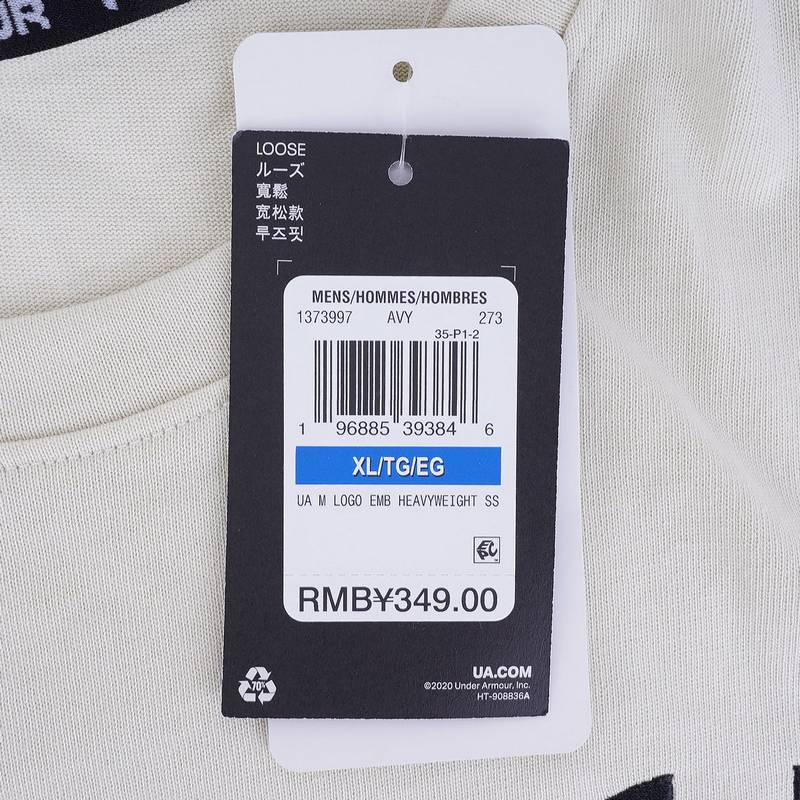 LOOSE
ルーズ
寬鬆
宽松款
루즈핏
MENS/HOMMES/HOMBRES
1373997 AVY 273
35-P1-2
1 96885 39384 6
XL/TG/EG
UA M LOGO EMB HEAVYWEIGHT SS
EPC
RMB¥349.00
70%
UA.COM
©2020 Under Armour, Inc.
HT-908836A